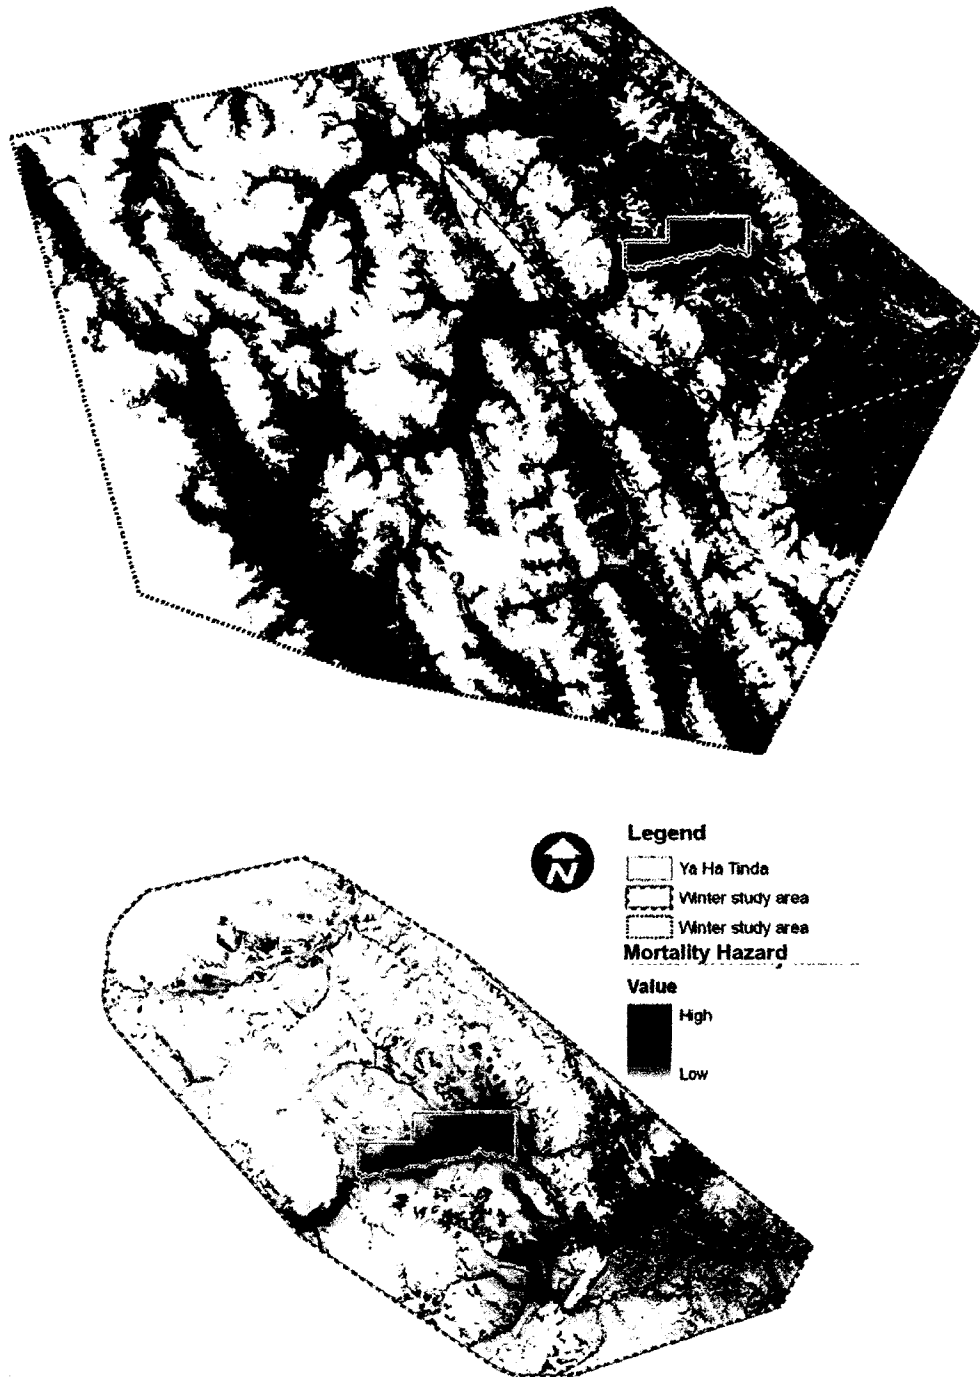 N
Legend
Ya Ha Tinda
Winter study area
Winter study area
Mortality Hazard
Value
High
Low